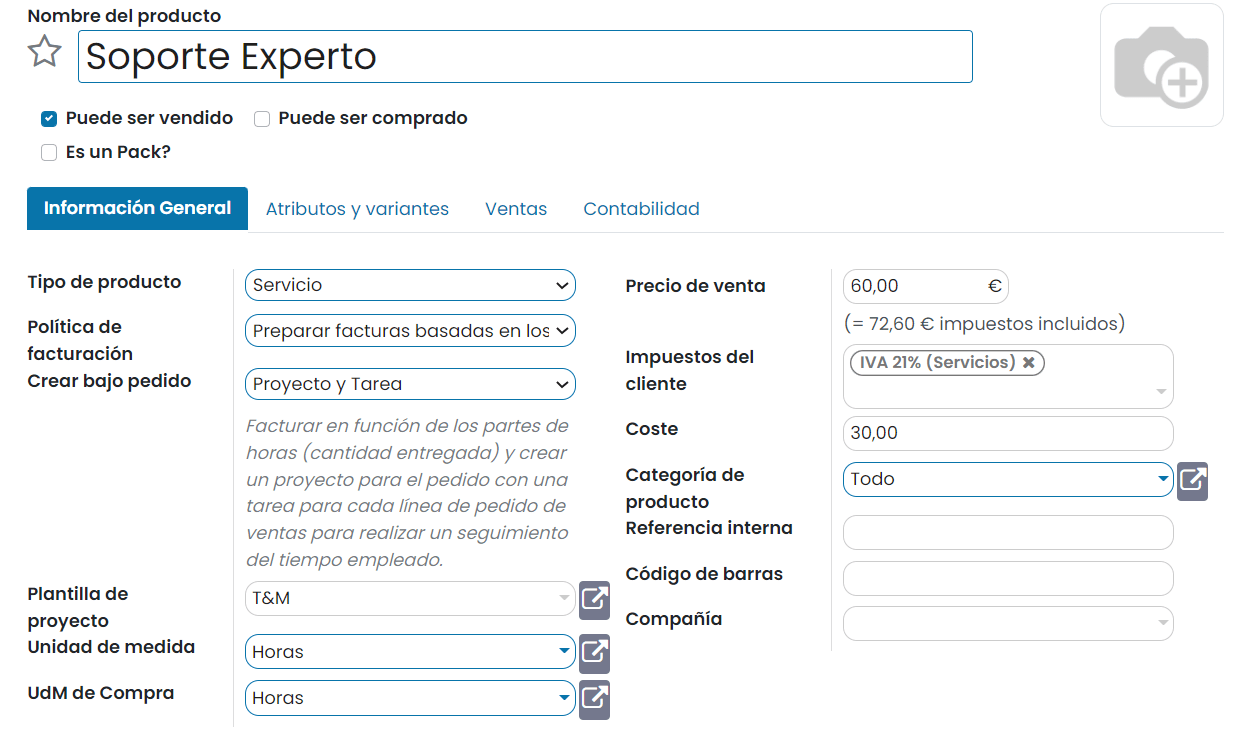 Nombre del producto
Soporte Experto
Puede ser vendido
Puede ser comprado
Es un Pack?
Información General
Atributos y variantes
Ventas
Contabilidad
Tipo de producto
Servicio
Política de
facturación
Preparar facturas basadas en los
Crear bajo pedido
Proyecto y Tarea
Facturar en función de los partes de
horas (cantidad entregada) y crear
un proyecto para el pedido con una
tarea para cada línea de pedido de
ventas para realizar un seguimiento
del tiempo empleado.
Plantilla de
proyecto
T&M
Unidad de medida
Horas
UdM de Compra
Horas
Precio de venta
60,00 €
(= 72,60 € impuestos incluidos)
Impuestos del
cliente
IVA 21% (Servicios) ✖
Coste
30,00
Categoría de
producto
Todo
Referencia interna
Código de barras
Compañía